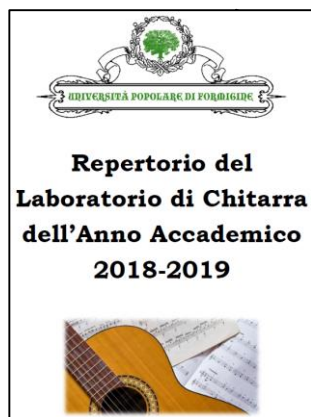 UNIVERSITÀ POPOLARE DI FORMIGINE
Repertorio del
Laboratorio di Chitarra
dell'Anno Accademico
2018-2019